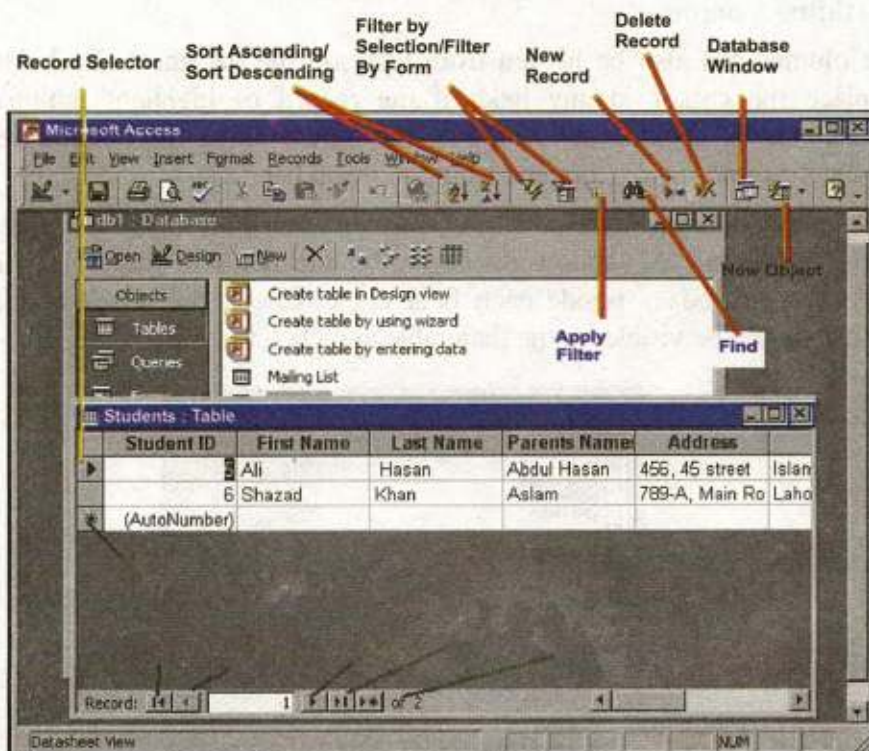 Record Selector
Sort Ascending/
Sort Descending
Filter by
Selection/Filter
By Form
New
Record
Delete
Record
Database
Window
Microsoft Access
File Edit View Insert Format Records Tools Window Help
db1 : Database
Open Design New
New Object
Objects
Tables
Queries
Create table in Design view
Create table by using wizard
Create table by entering data
Mailing List
Apply
Filter
Find
Students : Table
Student ID First Name Last Name Parents Names Address
5 Ali Hasan Abdul Hasan 456, 45 street Islam
6 Shazad Khan Aslam 789-A, Main Ro Laho
(AutoNumber)
Record: 1 of 2
Datasheet View NUM